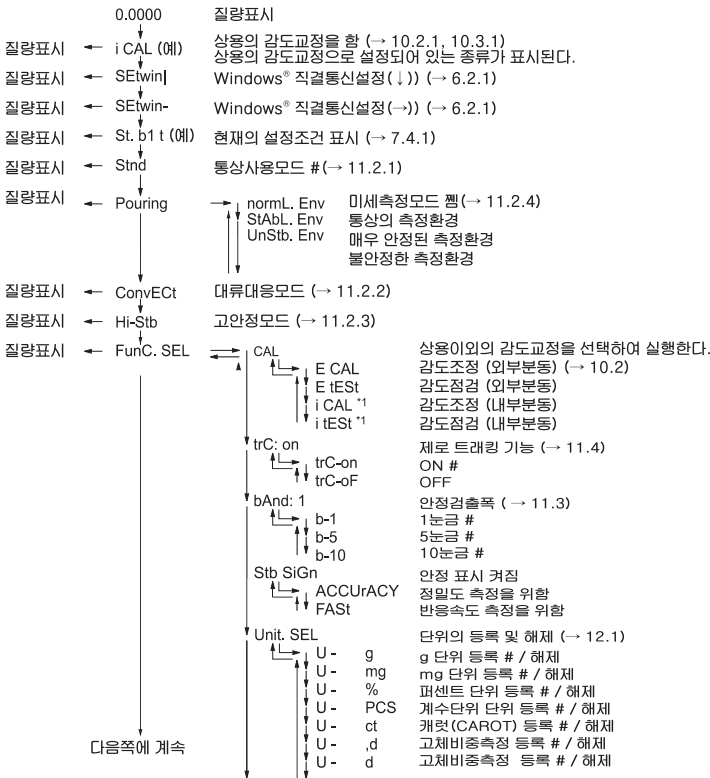 0.0000 질량표시
질량표시 ← i CAL (예) 상용의 감도교정을 함 (→ 10.2.1, 10.3.1)
상용의 감도교정으로 설정되어 있는 종류가 표시된다.
질량표시 ← SEtwin| Windows® 직결통신설정(↓)) (→ 6.2.1)
질량표시 ← SEtwin- Windows® 직결통신설정(→)) (→ 6.2.1)
질량표시 ← St. b1 t (예) 현재의 설정조건 표시 (→ 7.4.1)
질량표시 ← Stnd 통상사용모드 #(→ 11.2.1)
질량표시 ← Pouring → normL. Env 미세측정모드 쩸(→ 11.2.4)
StAbL. Env 통상의 측정환경
UnStb. Env 매우 안정된 측정환경
불안정한 측정환경
질량표시 ← ConvECt 대류대응모드 (→ 11.2.2)
질량표시 ← Hi-Stb 고안정모드 (→ 11.2.3)
질량표시 ← FunC. SEL CAL 상용이외의 감도교정을 선택하여 실행한다.
E CAL 감도조정 (외부분동) (→ 10.2)
E tESt 감도점검 (외부분동)
i CAL *1 감도조정 (내부분동)
i tESt *1 감도점검 (내부분동)
trC: on 제로 트래킹 기능 (→ 11.4)
trC-on ON #
trC-oF OFF
bAnd: 1 안정검출폭 ( → 11.3)
b-1 1눈금 #
b-5 5눈금 #
b-10 10눈금 #
Stb SiGn 안정 표시 켜짐
ACCUrACY 정밀도 측정을 위함
FASt 반응속도 측정을 위함
Unit. SEL 단위의 등록 및 해제 (→ 12.1)
U - g g 단위 등록 # / 해제
U - mg mg 단위 등록 # / 해제
U - % 퍼센트 단위 등록 # / 해제
U - PCS 계수단위 단위 등록 # / 해제
U - ct 캐럿(CAROT) 등록 # / 해제
U - ,d 고체비중측정 등록 # / 해제
U - d 고체비중측정 등록 # / 해제
다음쪽에 계속